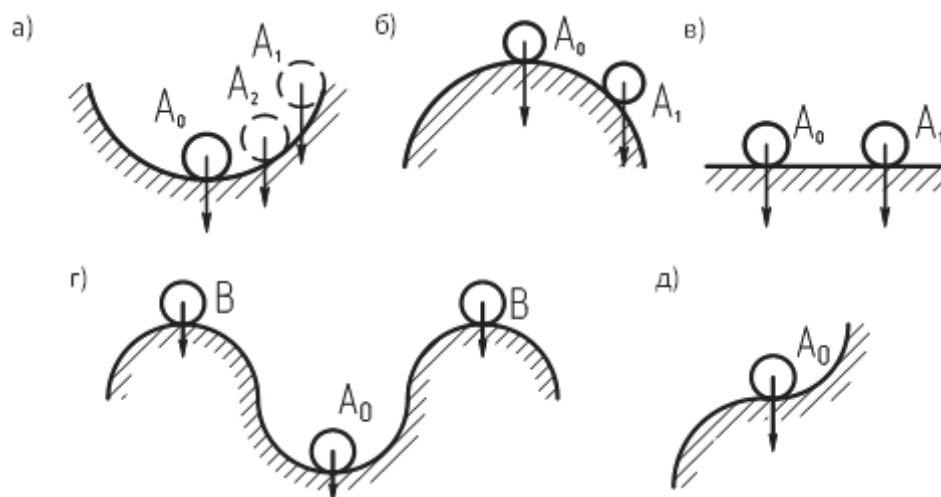 а) A₀ A₂ A₁
б) A₀ A₁
в) A₀ A₁
г) B A₀ B
д) A₀